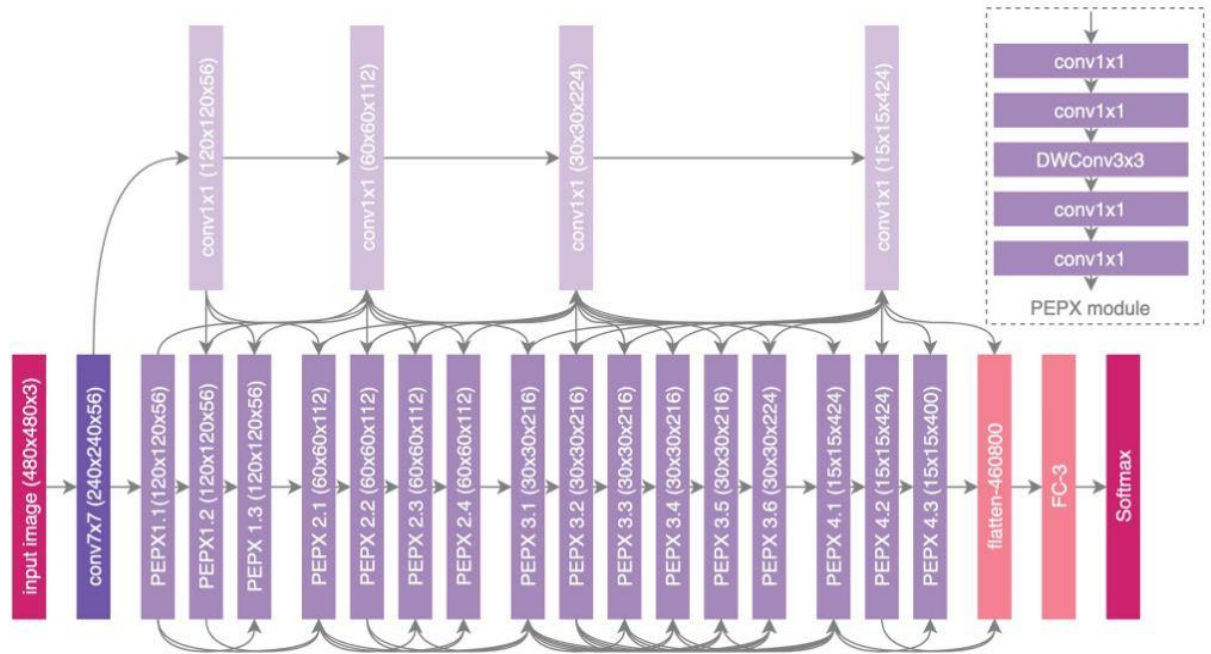 conv1x1 (120x120x56)
conv1x1 (60x60x112)
conv1x1 (30x30x224)
conv1x1 (15x15x424)
conv1x1
conv1x1
DWConv3x3
conv1x1
conv1x1
PEPX module
input image (480x480x3)
conv7x7 (240x240x56)
PEPX1.1(120x120x56)
PEPX1.2 (120x120x56)
PEPX 1.3 (120x120x56)
PEPX 2.1 (60x60x112)
PEPX 2.2 (60x60x112)
PEPX 2.3 (60x60x112)
PEPX 2.4 (60x60x112)
PEPX 3.1 (30x30x216)
PEPX 3.2 (30x30x216)
PEPX 3.3 (30x30x216)
PEPX 3.4 (30x30x216)
PEPX 3.5 (30x30x216)
PEPX 3.6 (30x30x224)
PEPX 4.1 (15x15x424)
PEPX 4.2 (15x15x424)
PEPX 4.3 (15x15x400)
flatten-460800
FC-3
Softmax